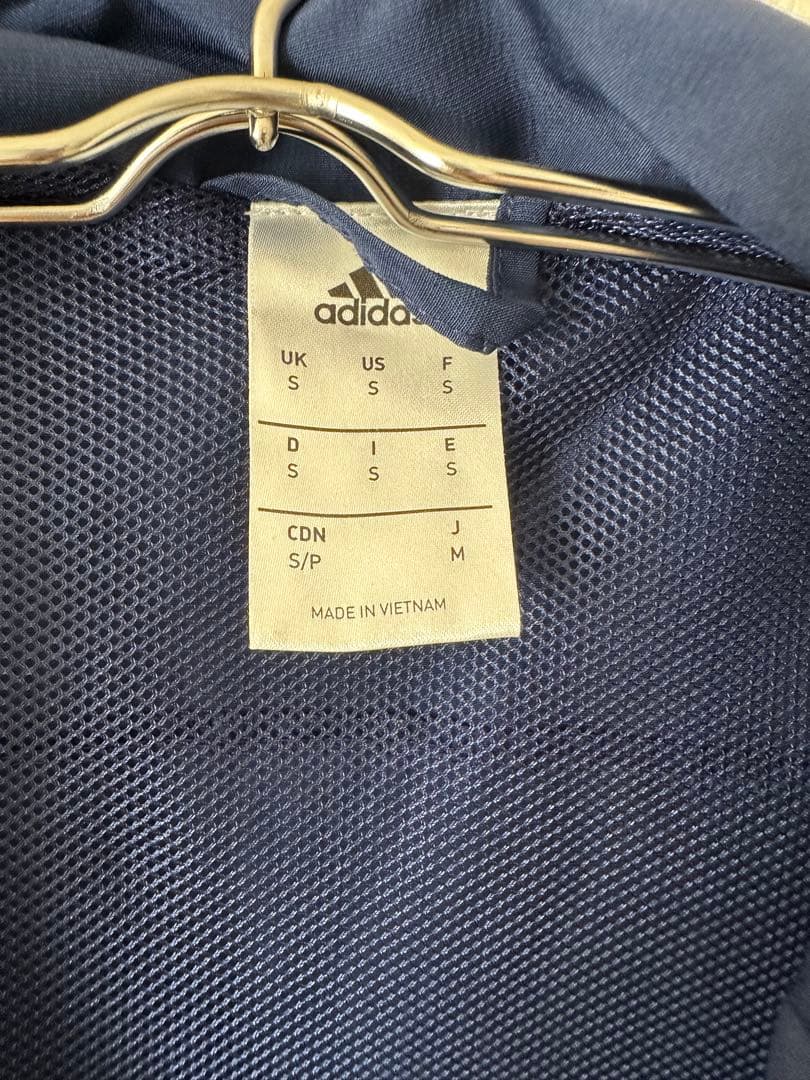 adidas
UK US F
S S S
D I E
S S S
CDN J
S/P M
MADE IN VIETNAM